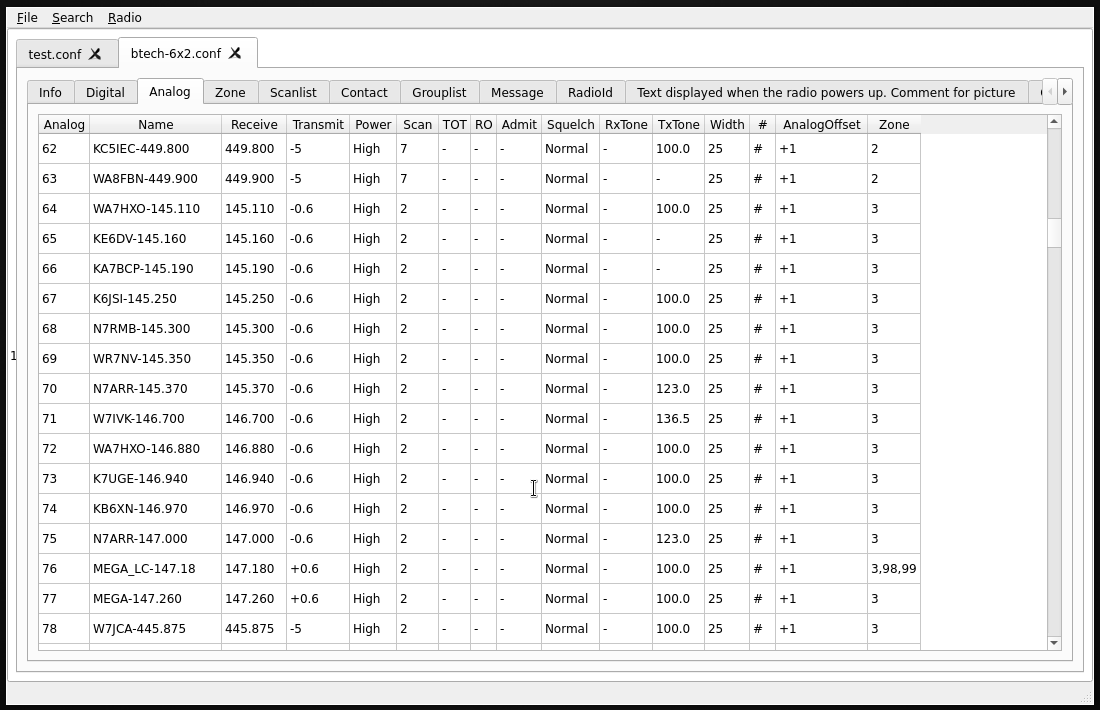 File Search Radio
test.conf btech-6x2.conf
Info Digital Analog Zone Scanlist Contact Grouplist Message RadioId Text displayed when the radio powers up. Comment for picture
Analog Name Receive Transmit Power Scan TOT RO Admit Squelch RxTone TxTone Width # AnalogOffset Zone
62 KC5IEC-449.800 449.800 -5 High 7 - - - Normal - 100.0 25 # +1 2
63 WA8FBN-449.900 449.900 -5 High 7 - - - Normal - - 25 # +1 2
64 WA7HXO-145.110 145.110 -0.6 High 2 - - - Normal - 100.0 25 # +1 3
65 KE6DV-145.160 145.160 -0.6 High 2 - - - Normal - - 25 # +1 3
66 KA7BCP-145.190 145.190 -0.6 High 2 - - - Normal - - 25 # +1 3
67 K6JSI-145.250 145.250 -0.6 High 2 - - - Normal - 100.0 25 # +1 3
68 N7RMB-145.300 145.300 -0.6 High 2 - - - Normal - 100.0 25 # +1 3
1
69 WR7NV-145.350 145.350 -0.6 High 2 - - - Normal - 100.0 25 # +1 3
70 N7ARR-145.370 145.370 -0.6 High 2 - - - Normal - 123.0 25 # +1 3
71 W7IVK-146.700 146.700 -0.6 High 2 - - - Normal - 136.5 25 # +1 3
72 WA7HXO-146.880 146.880 -0.6 High 2 - - - Normal - 100.0 25 # +1 3
73 K7UGE-146.940 146.940 -0.6 High 2 - - - Normal - 100.0 25 # +1 3
74 KB6XN-146.970 146.970 -0.6 High 2 - - - Normal - 100.0 25 # +1 3
75 N7ARR-147.000 147.000 -0.6 High 2 - - - Normal - 123.0 25 # +1 3
76 MEGA_LC-147.18 147.180 +0.6 High 2 - - - Normal - 100.0 25 # +1 3,98,99
77 MEGA-147.260 147.260 +0.6 High 2 - - - Normal - 100.0 25 # +1 3
78 W7JCA-445.875 445.875 -5 High 2 - - - Normal - 100.0 25 # +1 3